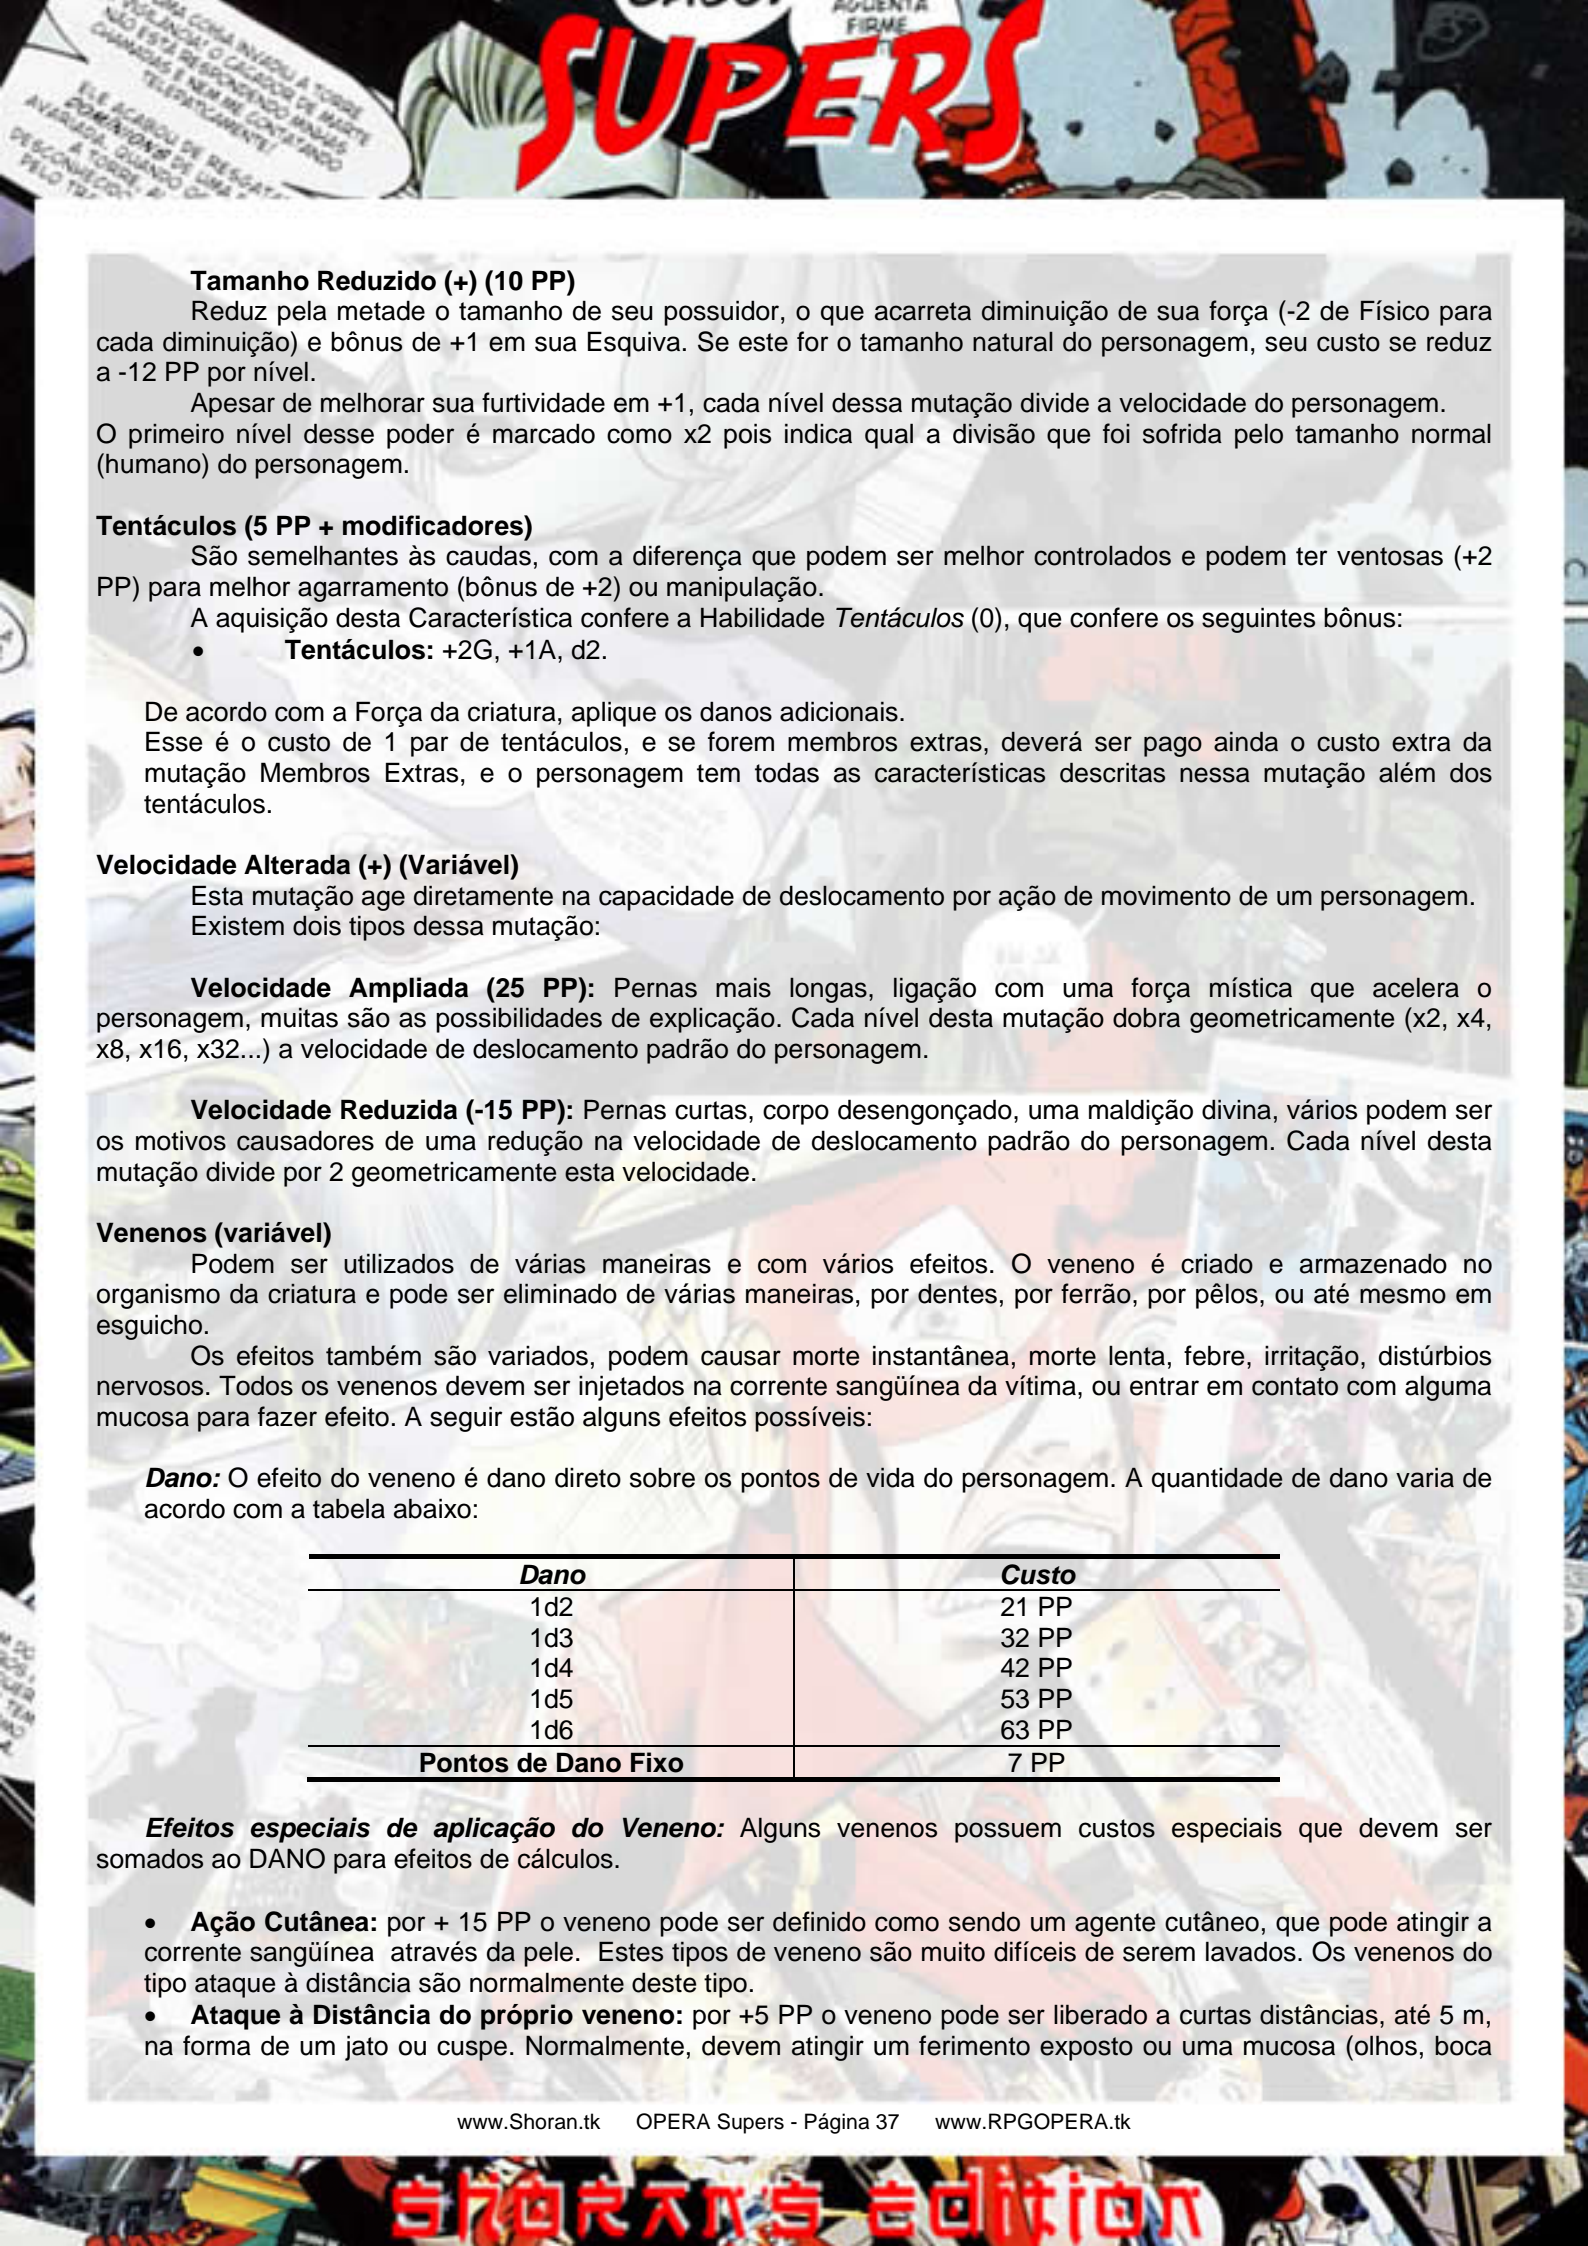 UMA COISA INVADIU A TORRE
VIGILÂNCIA! O CAÇADOR DE MARTE
NÃO ESTÁ RESPONDENDO MINHAS
CHAMADAS E NEM ME CONTATANDO
TELEPATICAMENTE!
ELE ACABOU DE RESGATA
AGUENTA
FIRME
SUPERS
Tamanho Reduzido (+) (10 PP)
Reduz pela metade o tamanho de seu possuidor, o que acarreta diminuição de sua força (-2 de Físico para
cada diminuição) e bônus de +1 em sua Esquiva. Se este for o tamanho natural do personagem, seu custo se reduz
a -12 PP por nível.
Apesar de melhorar sua furtividade em +1, cada nível dessa mutação divide a velocidade do personagem.
O primeiro nível desse poder é marcado como x2 pois indica qual a divisão que foi sofrida pelo tamanho normal
(humano) do personagem.
Tentáculos (5 PP + modificadores)
São semelhantes às caudas, com a diferença que podem ser melhor controlados e podem ter ventosas (+2
PP) para melhor agarramento (bônus de +2) ou manipulação.
A aquisição desta Característica confere a Habilidade Tentáculos (0), que confere os seguintes bônus:
• Tentáculos: +2G, +1A, d2.
De acordo com a Força da criatura, aplique os danos adicionais.
Esse é o custo de 1 par de tentáculos, e se forem membros extras, deverá ser pago ainda o custo extra da
mutação Membros Extras, e o personagem tem todas as características descritas nessa mutação além dos
tentáculos.
Velocidade Alterada (+) (Variável)
Esta mutação age diretamente na capacidade de deslocamento por ação de movimento de um personagem.
Existem dois tipos dessa mutação:
Velocidade Ampliada (25 PP): Pernas mais longas, ligação com uma força mística que acelera o
personagem, muitas são as possibilidades de explicação. Cada nível desta mutação dobra geometricamente (x2, x4,
x8, x16, x32...) a velocidade de deslocamento padrão do personagem.
Velocidade Reduzida (-15 PP): Pernas curtas, corpo desengonçado, uma maldição divina, vários podem ser
os motivos causadores de uma redução na velocidade de deslocamento padrão do personagem. Cada nível desta
mutação divide por 2 geometricamente esta velocidade.
Venenos (variável)
Podem ser utilizados de várias maneiras e com vários efeitos. O veneno é criado e armazenado no
organismo da criatura e pode ser eliminado de várias maneiras, por dentes, por ferrão, por pêlos, ou até mesmo em
esguicho.
Os efeitos também são variados, podem causar morte instantânea, morte lenta, febre, irritação, distúrbios
nervosos. Todos os venenos devem ser injetados na corrente sangüínea da vítima, ou entrar em contato com alguma
mucosa para fazer efeito. A seguir estão alguns efeitos possíveis:
Dano: O efeito do veneno é dano direto sobre os pontos de vida do personagem. A quantidade de dano varia de
acordo com a tabela abaixo:
Dano Custo
1d2 21 PP
1d3 32 PP
1d4 42 PP
1d5 53 PP
1d6 63 PP
Pontos de Dano Fixo 7 PP
Efeitos especiais de aplicação do Veneno: Alguns venenos possuem custos especiais que devem ser
somados ao DANO para efeitos de cálculos.
• Ação Cutânea: por + 15 PP o veneno pode ser definido como sendo um agente cutâneo, que pode atingir a
corrente sangüínea através da pele. Estes tipos de veneno são muito difíceis de serem lavados. Os venenos do
tipo ataque à distância são normalmente deste tipo.
• Ataque à Distância do próprio veneno: por +5 PP o veneno pode ser liberado a curtas distâncias, até 5 m,
na forma de um jato ou cuspe. Normalmente, devem atingir um ferimento exposto ou uma mucosa (olhos, boca
www.Shoran.tk OPERA Supers - Página 37 www.RPGOPERA.tk
shoran's edition